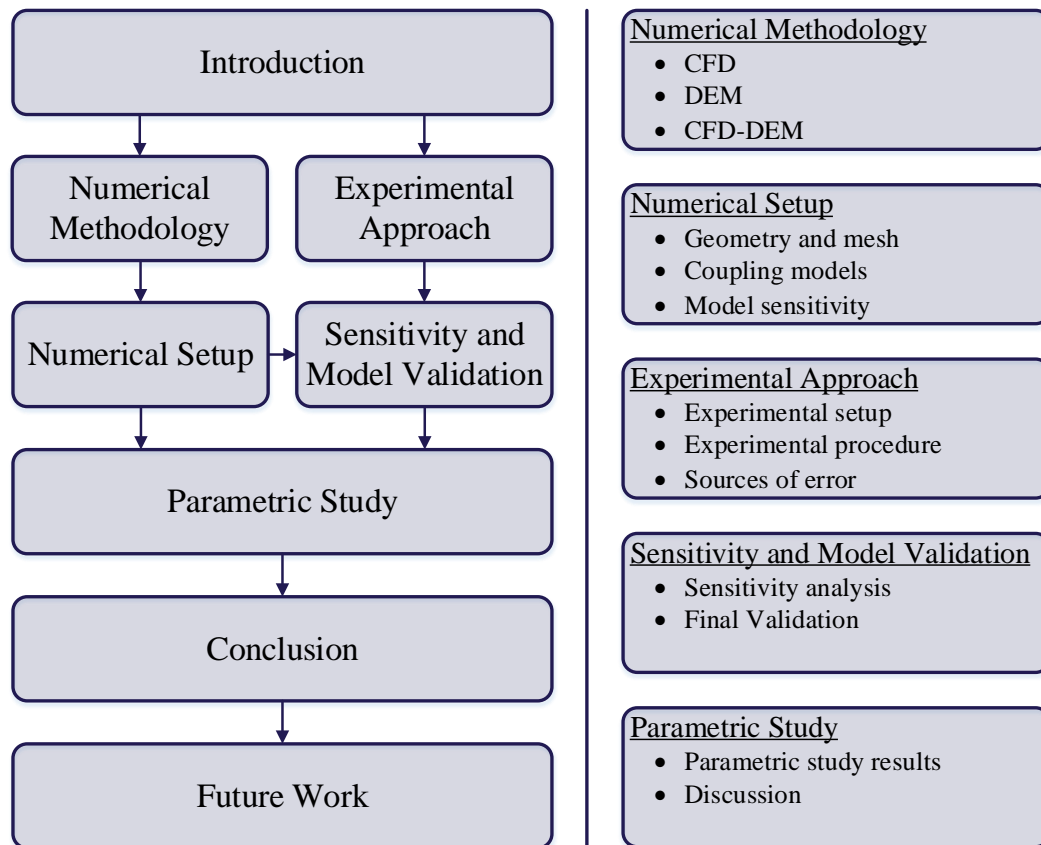 Introduction
Numerical
Methodology
Experimental
Approach
Numerical Setup
Sensitivity and
Model Validation
Parametric Study
Conclusion
Future Work
Numerical Methodology
• CFD
• DEM
• CFD-DEM
Numerical Setup
• Geometry and mesh
• Coupling models
• Model sensitivity
Experimental Approach
• Experimental setup
• Experimental procedure
• Sources of error
Sensitivity and Model Validation
• Sensitivity analysis
• Final Validation
Parametric Study
• Parametric study results
• Discussion